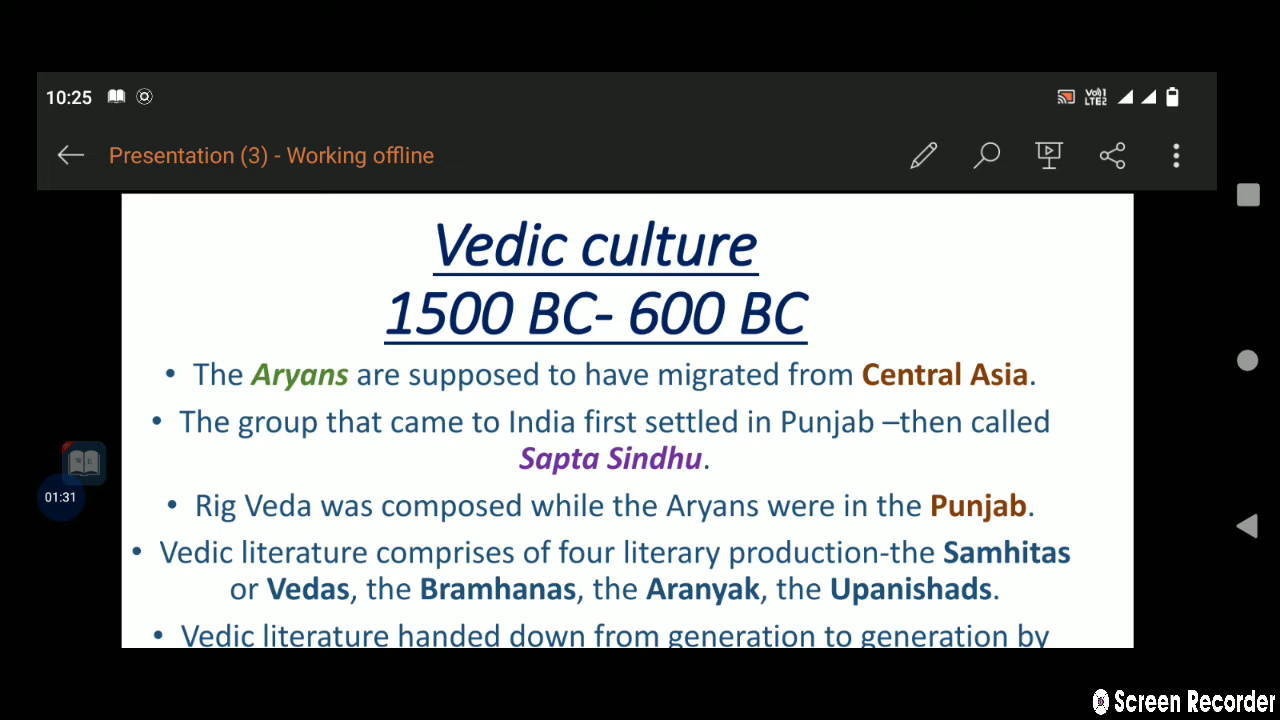 10:25
Vo)) 1
LTE2
Presentation (3) - Working offline
Vedic culture
1500 BC- 600 BC
• The Aryans are supposed to have migrated from Central Asia.
• The group that came to India first settled in Punjab –then called
Sapta Sindhu.
• Rig Veda was composed while the Aryans were in the Punjab.
01:31
• Vedic literature comprises of four literary production-the Samhitas
or Vedas, the Bramhanas, the Aranyak, the Upanishads.
• Vedic literature handed down from generation to generation by
Screen Recorder